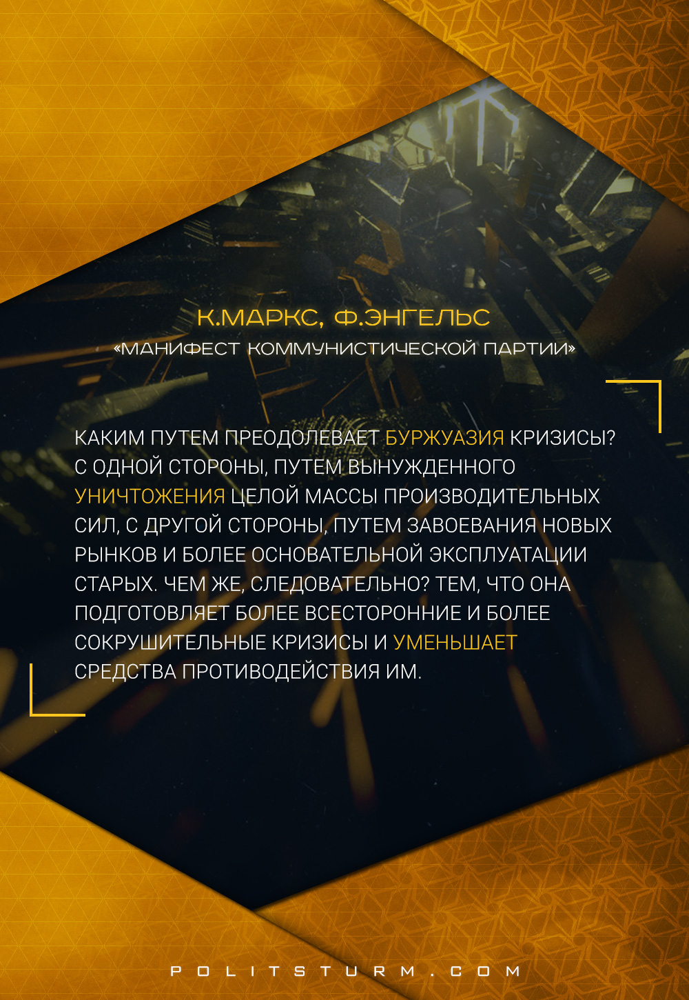 К.МАРКС, Ф.ЭНГЕЛЬС
«МАНИФЕСТ КОММУНИСТИЧЕСКОЙ ПАРТИИ»
КАКИМ ПУТЕМ ПРЕОДОЛЕВАЕТ БУРЖУАЗИЯ КРИЗИСЫ?
С ОДНОЙ СТОРОНЫ, ПУТЕМ ВЫНУЖДЕННОГО
УНИЧТОЖЕНИЯ ЦЕЛОЙ МАССЫ ПРОИЗВОДИТЕЛЬНЫХ
СИЛ, С ДРУГОЙ СТОРОНЫ, ПУТЕМ ЗАВОЕВАНИЯ НОВЫХ
РЫНКОВ И БОЛЕЕ ОСНОВАТЕЛЬНОЙ ЭКСПЛУАТАЦИИ
СТАРЫХ. ЧЕМ ЖЕ, СЛЕДОВАТЕЛЬНО? ТЕМ, ЧТО ОНА
ПОДГОТОВЛЯЕТ БОЛЕЕ ВСЕСТОРОННИЕ И БОЛЕЕ
СОКРУШИТЕЛЬНЫЕ КРИЗИСЫ И УМЕНЬШАЕТ
СРЕДСТВА ПРОТИВОДЕЙСТВИЯ ИМ.
POLITSTURM.COM